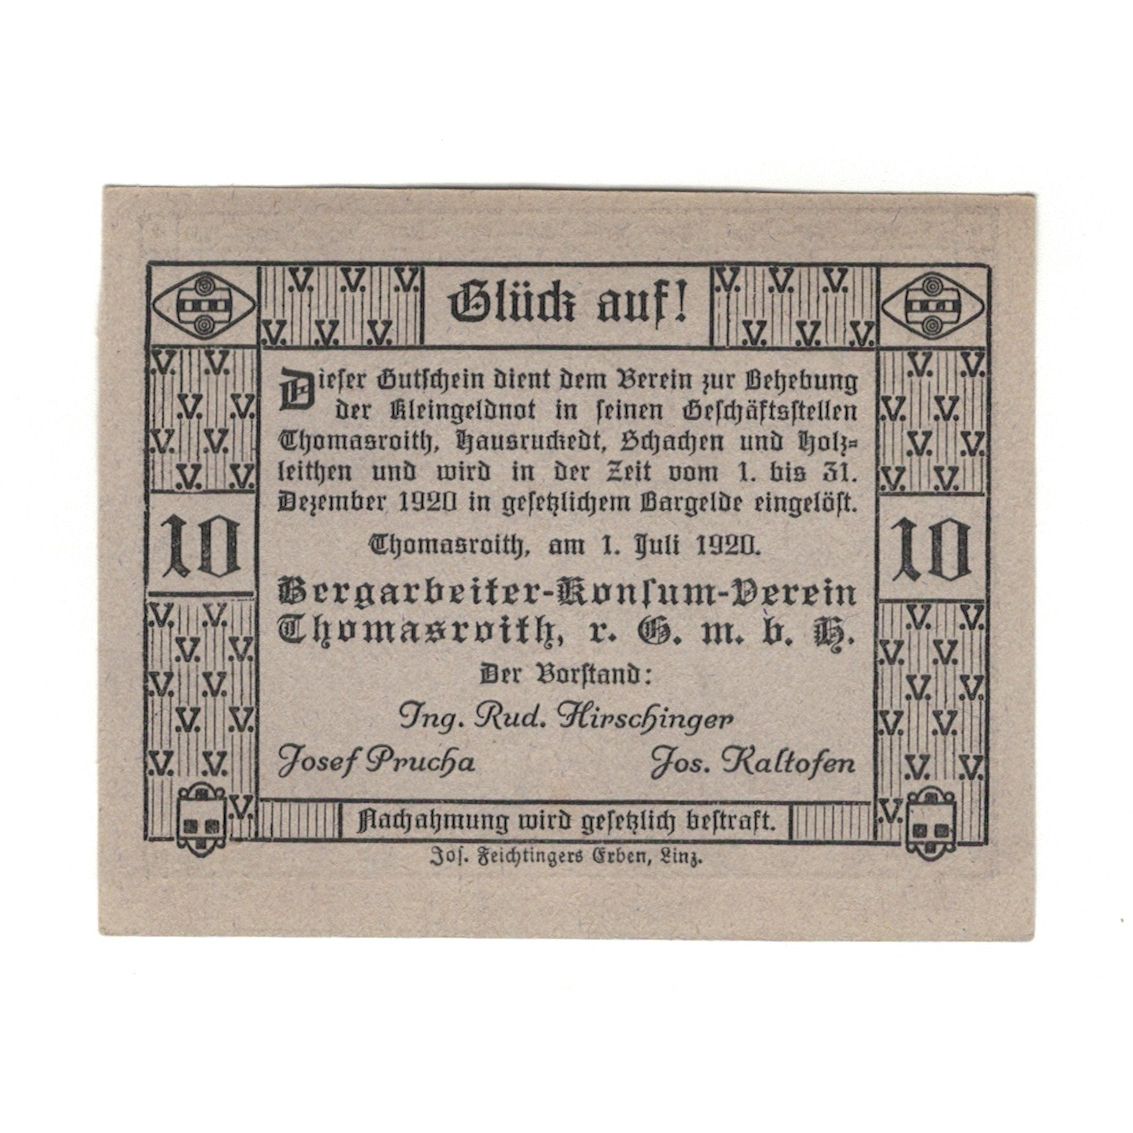 Glück auf!
Dieser Gutschein dient dem Verein zur Behebung
der Kleingeldnot in seinen Geschäftsstellen
Thomasroith, Hausruckedt, Schachen und Holz=
leithen und wird in der Zeit vom 1. bis 31.
Dezember 1920 in gesetzlichem Bargelde eingelöst.
10
10
Thomasroith, am 1. Juli 1920.
Bergarbeiter-Konsum-Verein
Thomasroith, r. G. m. b. H.
Der Vorstand:
Ing. Rud. Hirschinger
Josef Prucha Jos. Kaltofen
Nachahmung wird gesetzlich bestraft.
Jos. Feichtingers Erben, Linz.